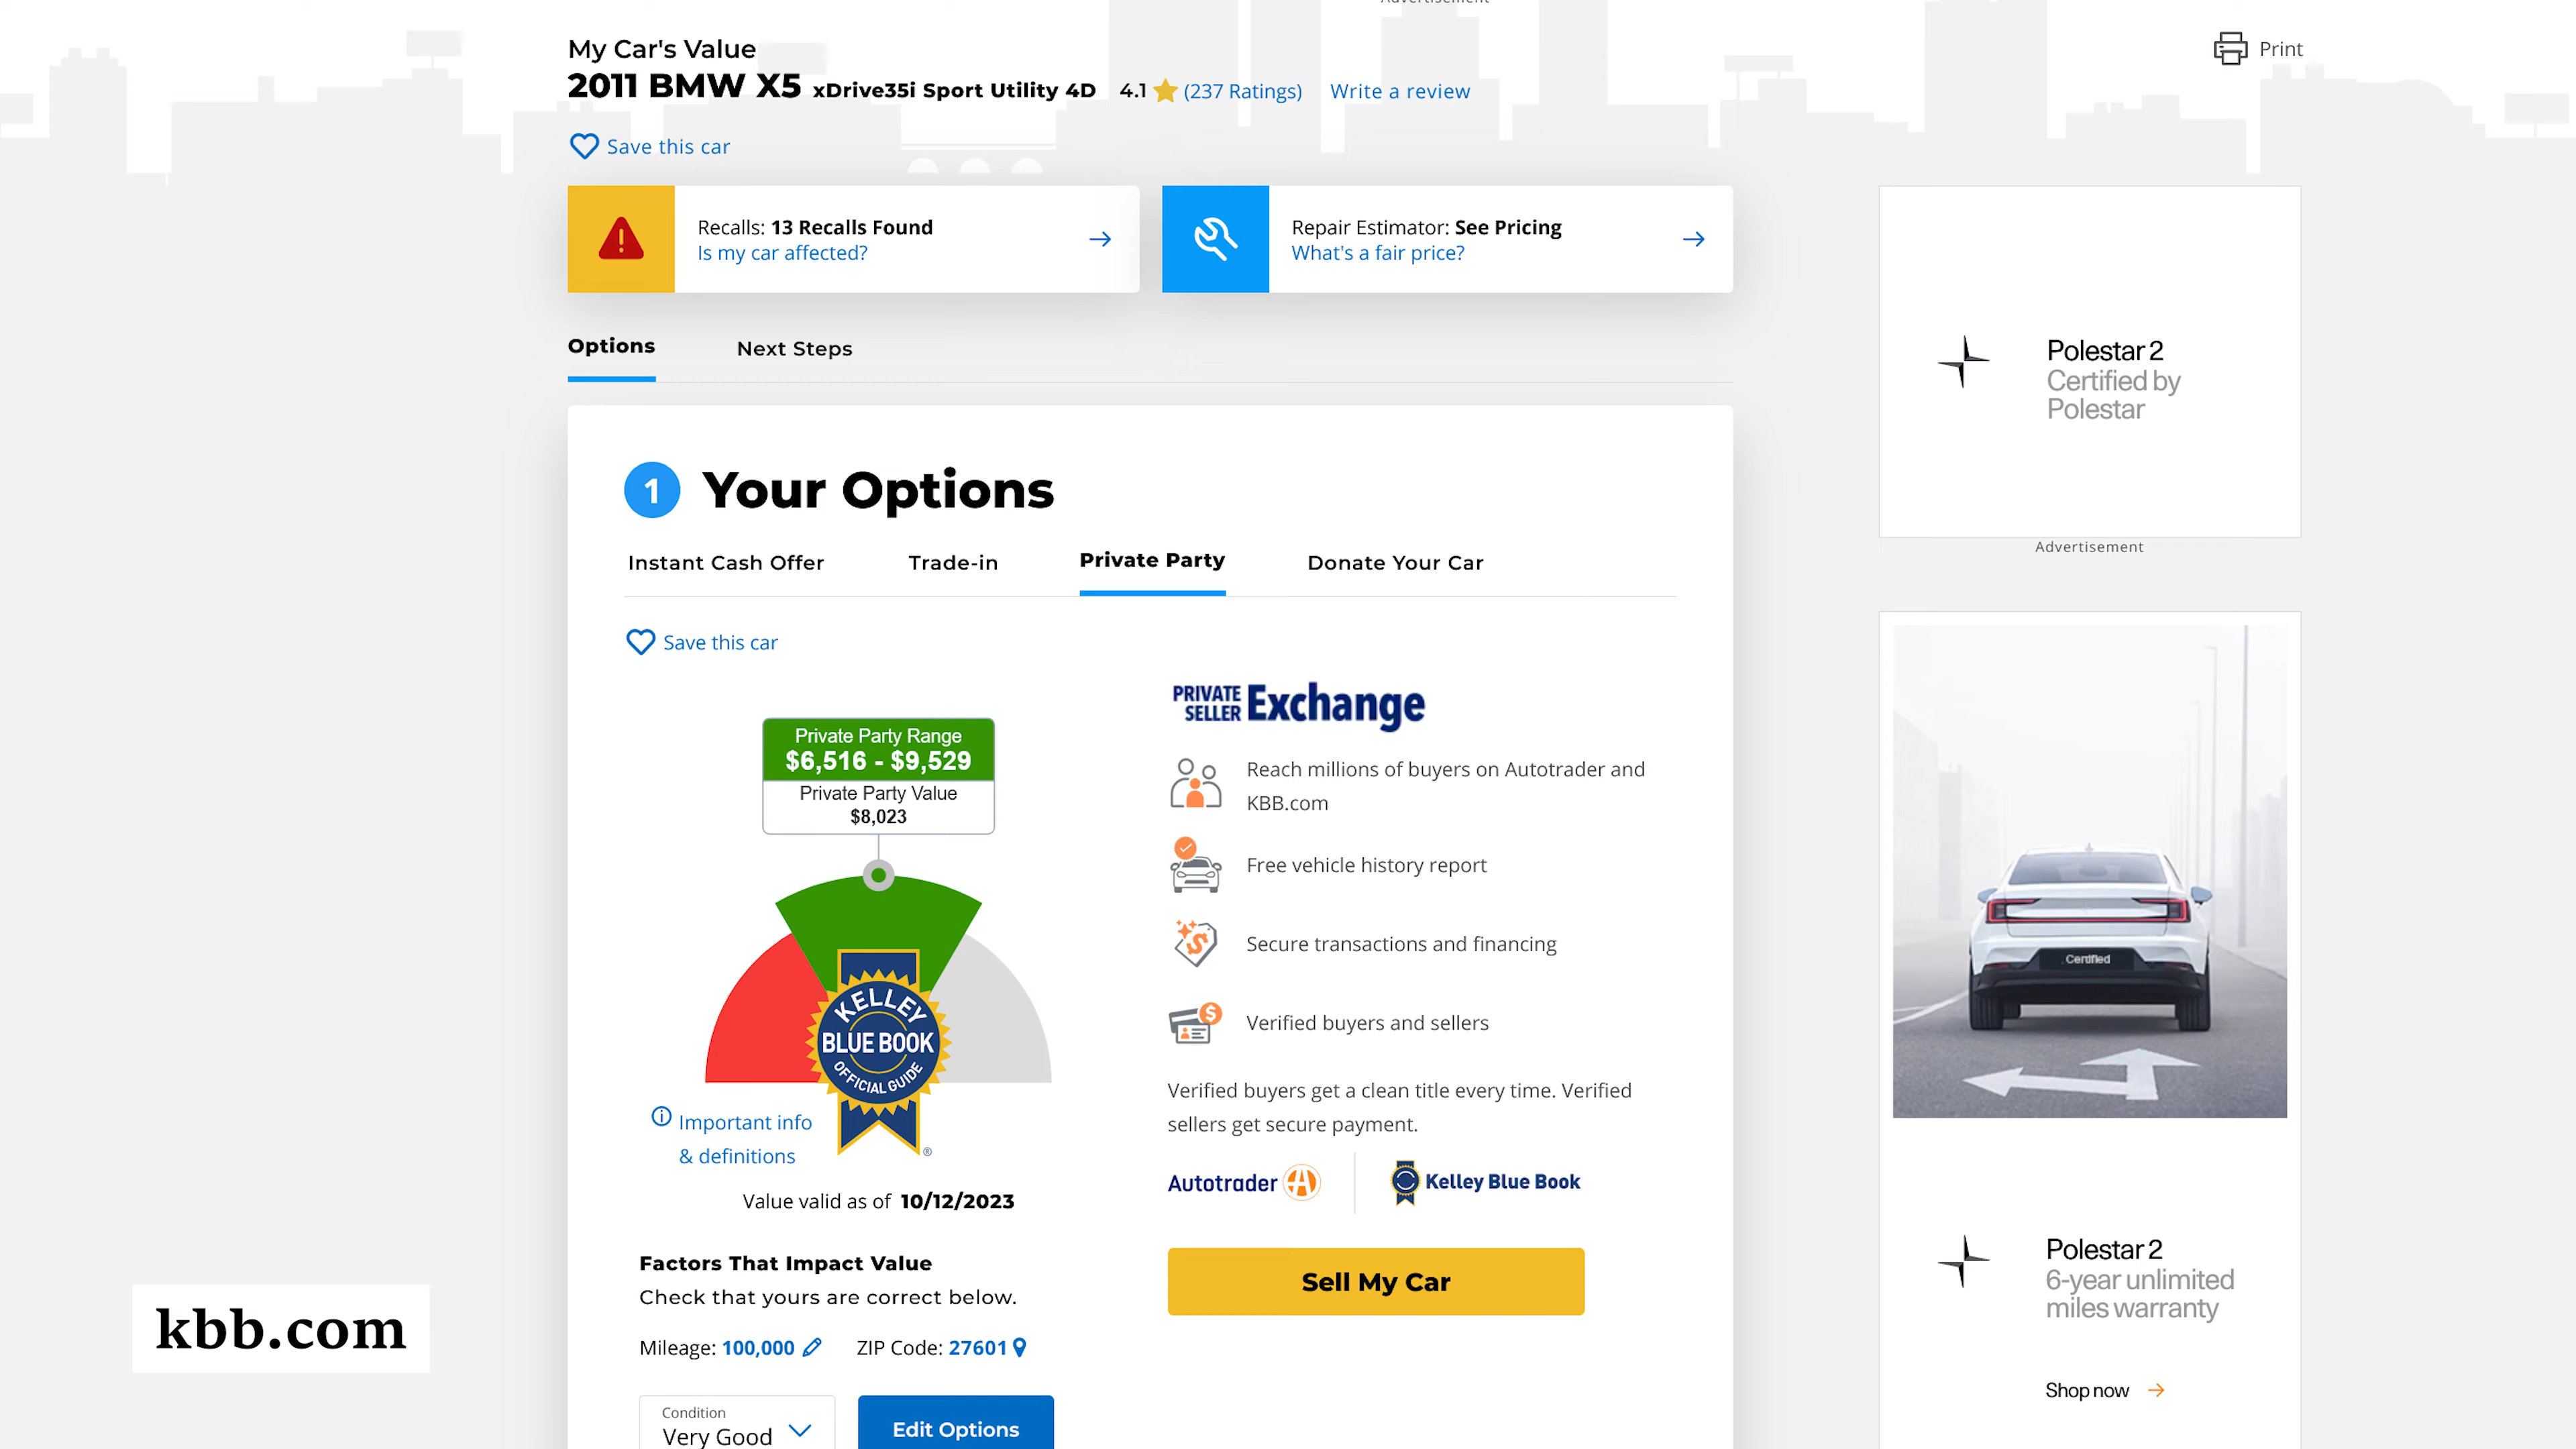 My Car's Value
2011 BMW X5 xDrive35i Sport Utility 4D 4.1 (237 Ratings) Write a review
Print
Save this car
Recalls: 13 Recalls Found
Is my car affected?
Repair Estimator: See Pricing
What's a fair price?
Options
Next Steps
1 Your Options
Instant Cash Offer
Trade-in
Private Party
Donate Your Car
Save this car
Private Party Range
$6,516 - $9,529
Private Party Value
$8,023
KELLEY
BLUE BOOK
OFFICIAL GUIDE
®
Important info
& definitions
Value valid as of 10/12/2023
Factors That Impact Value
Check that yours are correct below.
Mileage: 100,000
ZIP Code: 27601
Condition
Very Good
Edit Options
PRIVATE
SELLER Exchange
Reach millions of buyers on Autotrader and
KBB.com
Free vehicle history report
Secure transactions and financing
Verified buyers and sellers
Verified buyers get a clean title every time. Verified
sellers get secure payment.
Autotrader
Kelley Blue Book
Sell My Car
Advertisement
Polestar 2
Certified by
Polestar
Advertisement
Certified
Polestar 2
6-year unlimited
miles warranty
Shop now
kbb.com